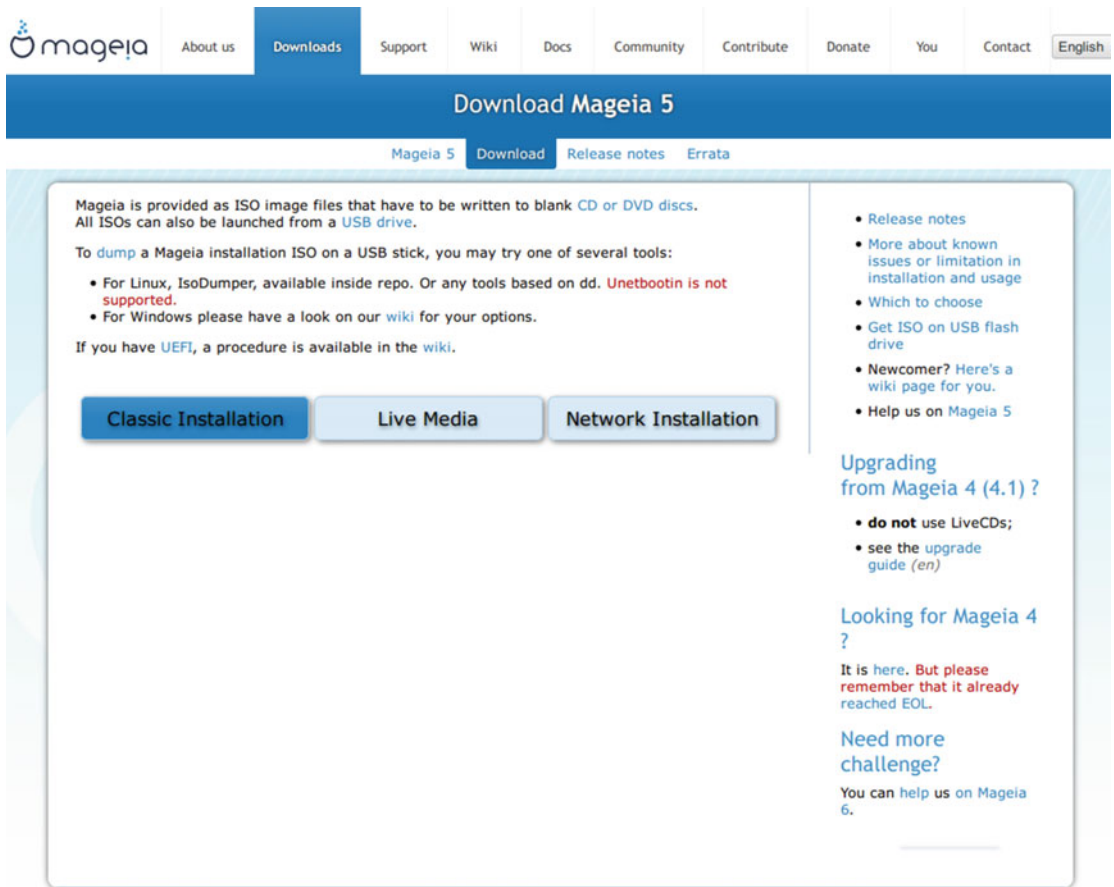 mageia
About us
Downloads
Support
Wiki
Docs
Community
Contribute
Donate
You
Contact
English
Download Mageia 5
Mageia 5
Download
Release notes
Errata
Mageia is provided as ISO image files that have to be written to blank CD or DVD discs.
All ISOs can also be launched from a USB drive.
To dump a Mageia installation ISO on a USB stick, you may try one of several tools:
• For Linux, IsoDumper, available inside repo. Or any tools based on dd. Unetbootin is not
supported.
• For Windows please have a look on our wiki for your options.
If you have UEFI, a procedure is available in the wiki.
Classic Installation
Live Media
Network Installation
• Release notes
• More about known
issues or limitation in
installation and usage
• Which to choose
• Get ISO on USB flash
drive
• Newcomer? Here's a
wiki page for you.
• Help us on Mageia 5
Upgrading
from Mageia 4 (4.1) ?
• do not use LiveCDs;
• see the upgrade
guide (en)
Looking for Mageia 4
?
It is here. But please
remember that it already
reached EOL.
Need more
challenge?
You can help us on Mageia
6.